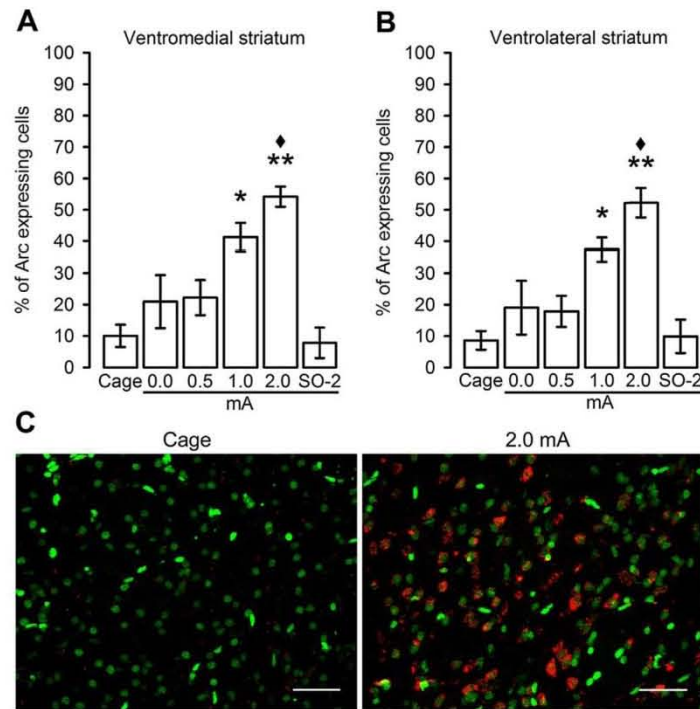 A
Ventromedial striatum
% of Arc expressing cells
100
90
80
70
60
50
40
30
20
10
0
♦
**
*
Cage 0.0 0.5 1.0 2.0 SO-2
mA
B
Ventrolateral striatum
% of Arc expressing cells
100
90
80
70
60
50
40
30
20
10
0
♦
**
*
Cage 0.0 0.5 1.0 2.0 SO-2
mA
C
Cage
2.0 mA